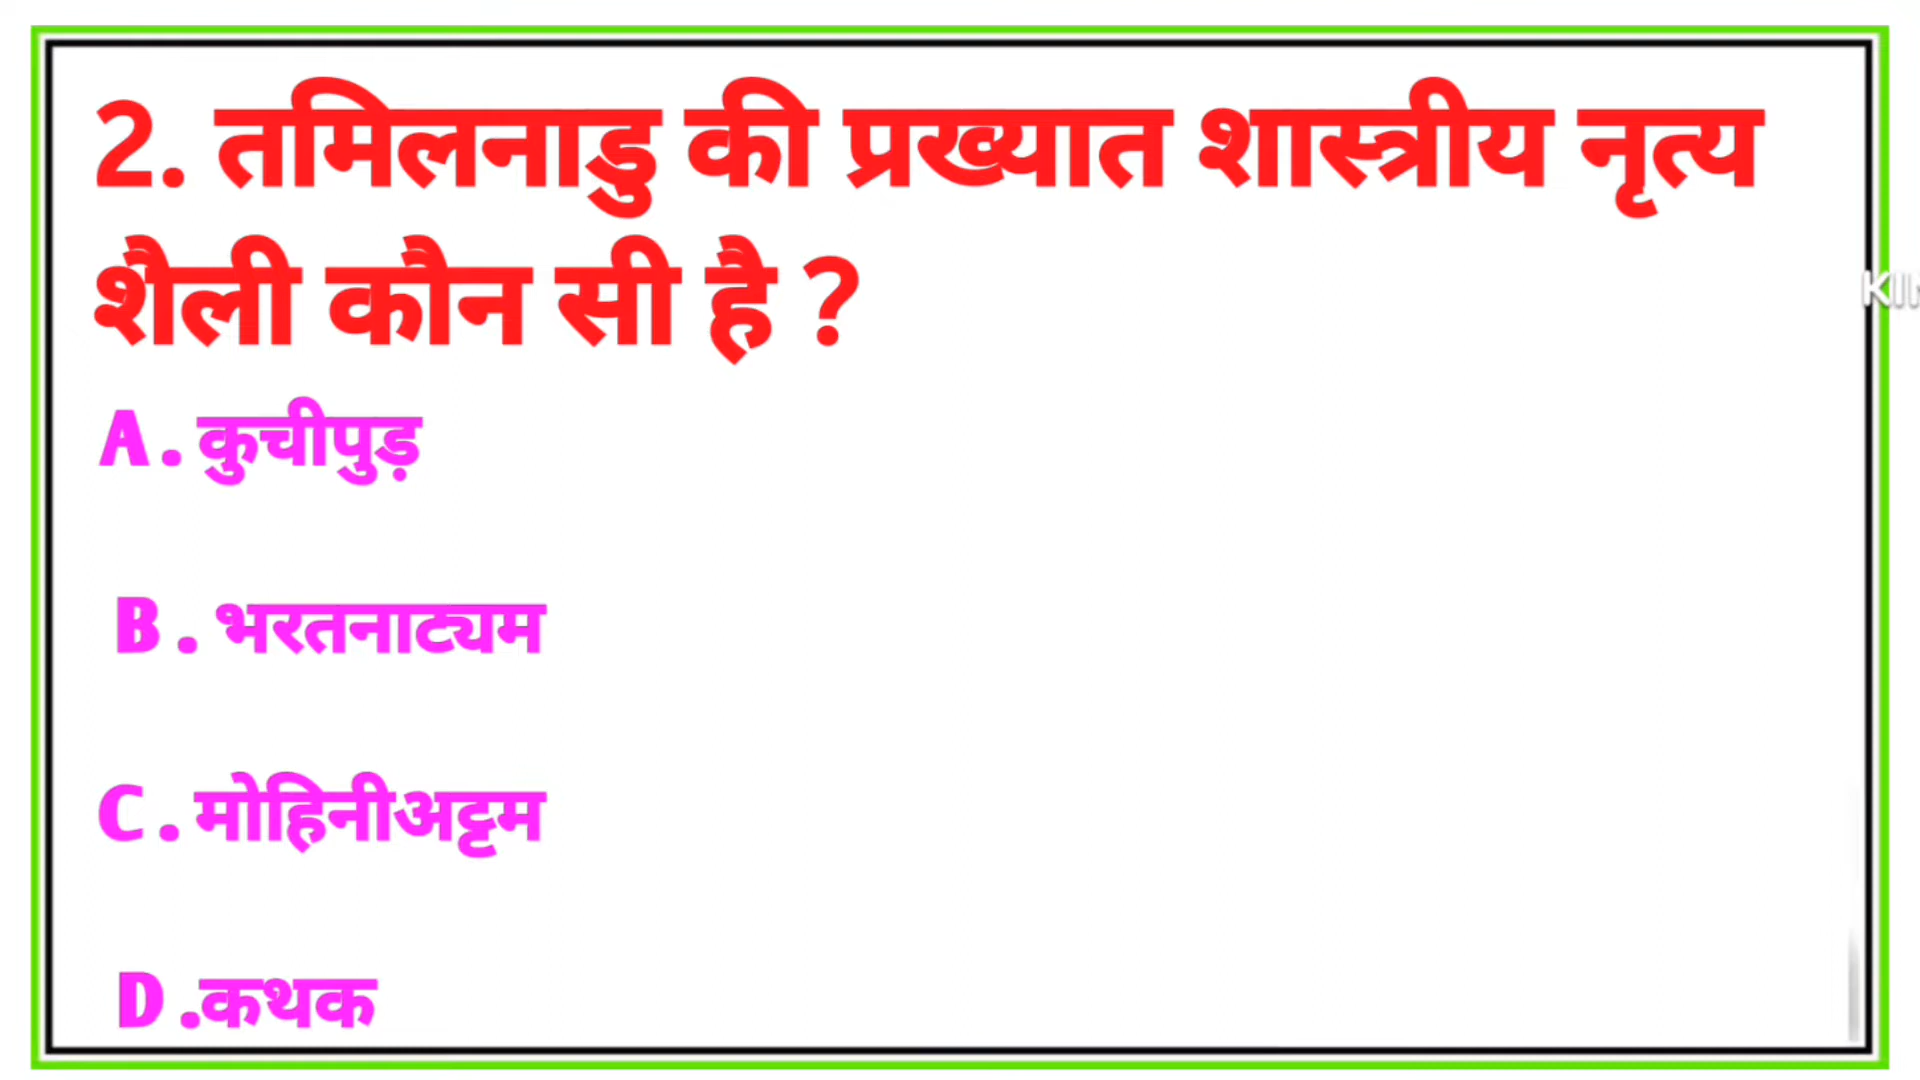 2. तमिलनाडु की प्रख्यात शास्त्रीय नृत्य
शैली कौन सी है ?
A. कुचीपुड़
B. भरतनाट्यम
C. मोहिनीअट्टम
D.कथक